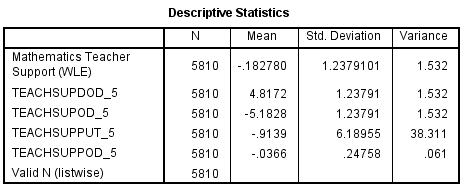 Descriptive Statistics
N Mean Std. Deviation Variance
Mathematics Teacher
Support (WLE) 5810 -.182780 1.2379101 1.532
TEACHSUPDOD_5 5810 4.8172 1.23791 1.532
TEACHSUPOD_5 5810 -5.1828 1.23791 1.532
TEACHSUPPUT_5 5810 -.9139 6.18955 38.311
TEACHSUPPOD_5 5810 -.0366 .24758 .061
Valid N (listwise) 5810